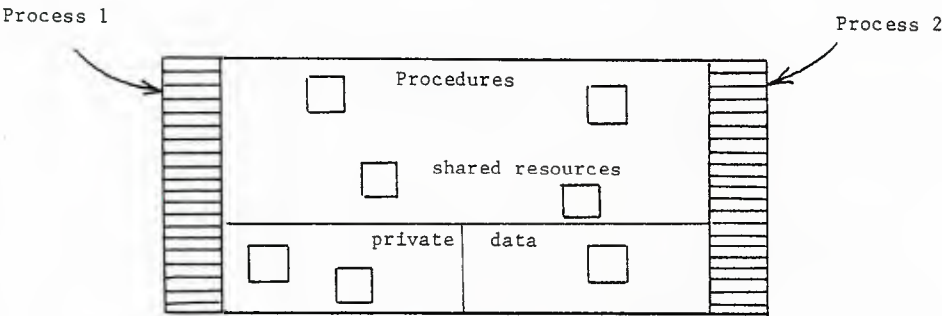 Process 1
Process 2
Procedures
shared resources
private data